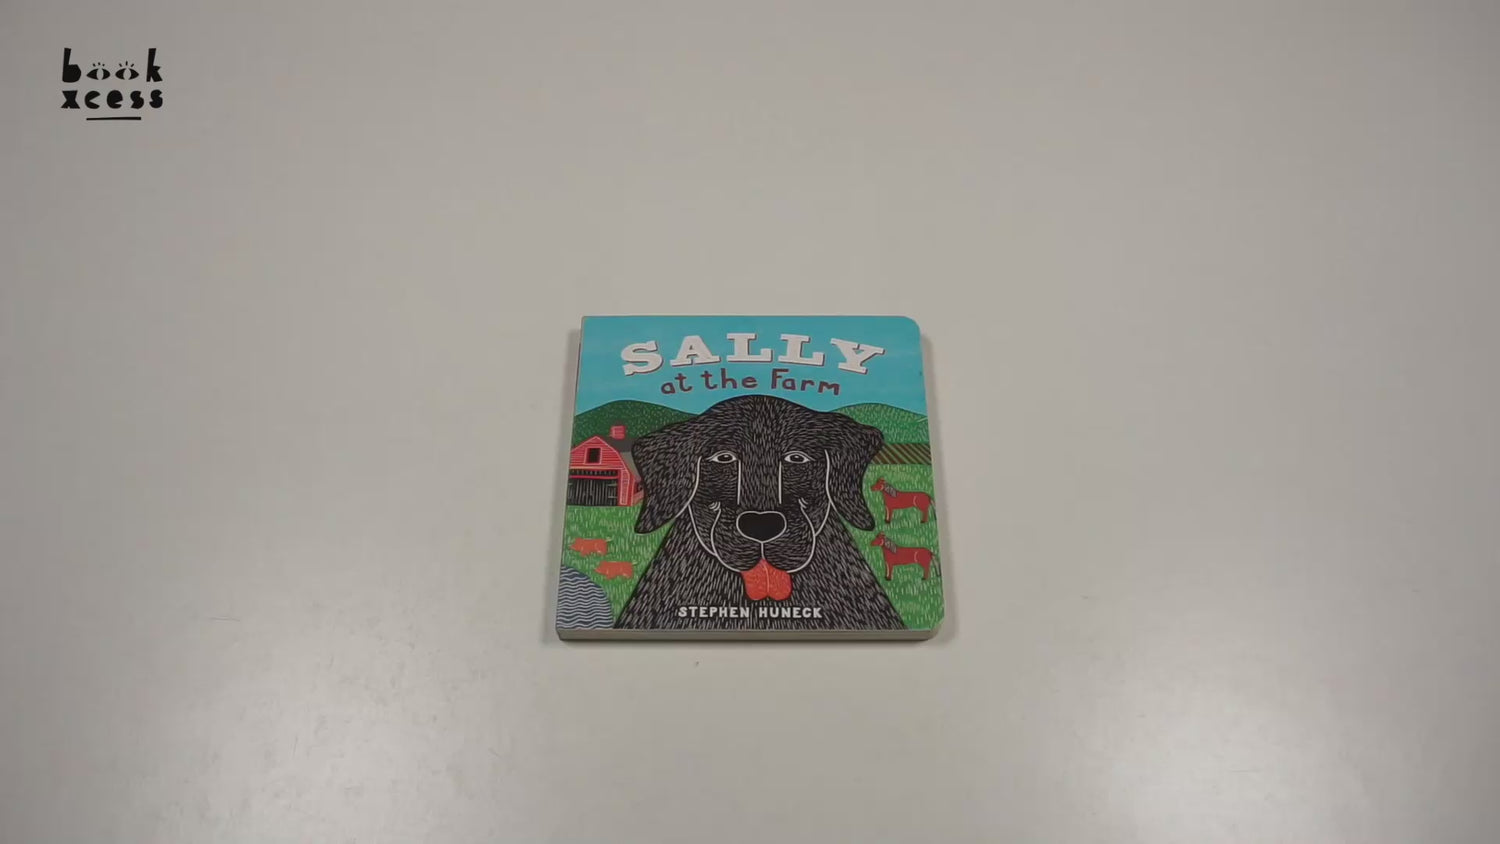 book
xcess
SALLY
at the Farm
STEPHEN HUNECK